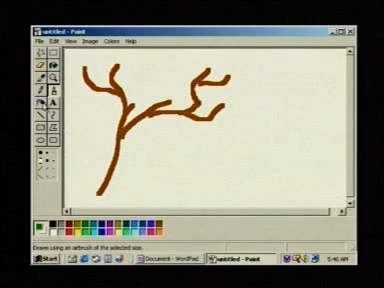 untitled - Paint
File Edit View Image Colors Help
A
Draws using an airbrush of the selected size.
Start
Document - WordPad
untitled - Paint
5:46 AM